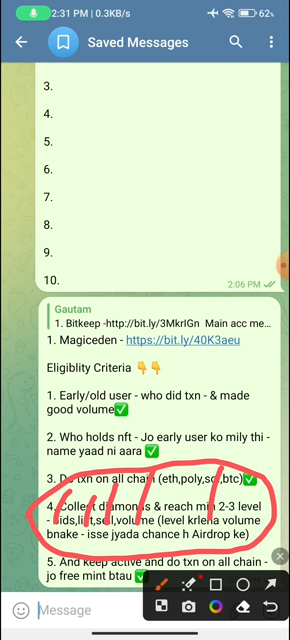 2:31 PM | 0.3KB/s
62%
Saved Messages
3.
4.
5.
6.
7.
8.
9.
10.
2:06 PM
Gautam
1. Bitkeep -http://bit.ly/3MkrIGn Main acc me...
1. Magiceden - https://bit.ly/40K3aeu
Eligiblity Criteria 👇👇
1. Early/old user - who did txn - & made
good volume✅
2. Who holds nft - Jo early user ko mily thi -
name yaad ni aara ✅
3. Do txn on all chain (eth,poly,sol,btc)✅
4. Collect diamonds & reach min 2-3 level
- bids,list,sell,volume (level krlena volume
bnake - isse jyada chance h Airdrop ke)
5. And keep active and do txn on all chain -
jo free mint btau ✅
Message